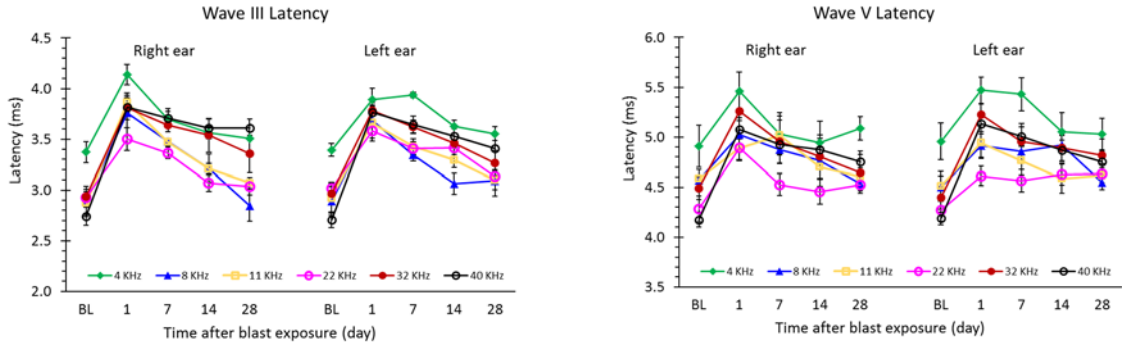 Wave III Latency
Right ear
Left ear
Latency (ms)
4.5
4.0
3.5
3.0
2.5
2.0
4 KHz 8 KHz 11 KHz 22 KHz 32 KHz 40 KHz
BL 1 7 14 28 BL 1 7 14 28
Time after blast exposure (day)
Wave V Latency
Right ear
Left ear
Latency (ms)
6.0
5.5
5.0
4.5
4.0
3.5
4 KHz 8 KHz 11 KHz 22 KHz 32 KHz 40 KHz
BL 1 7 14 28 BL 1 7 14 28
Time after blast exposure (day)